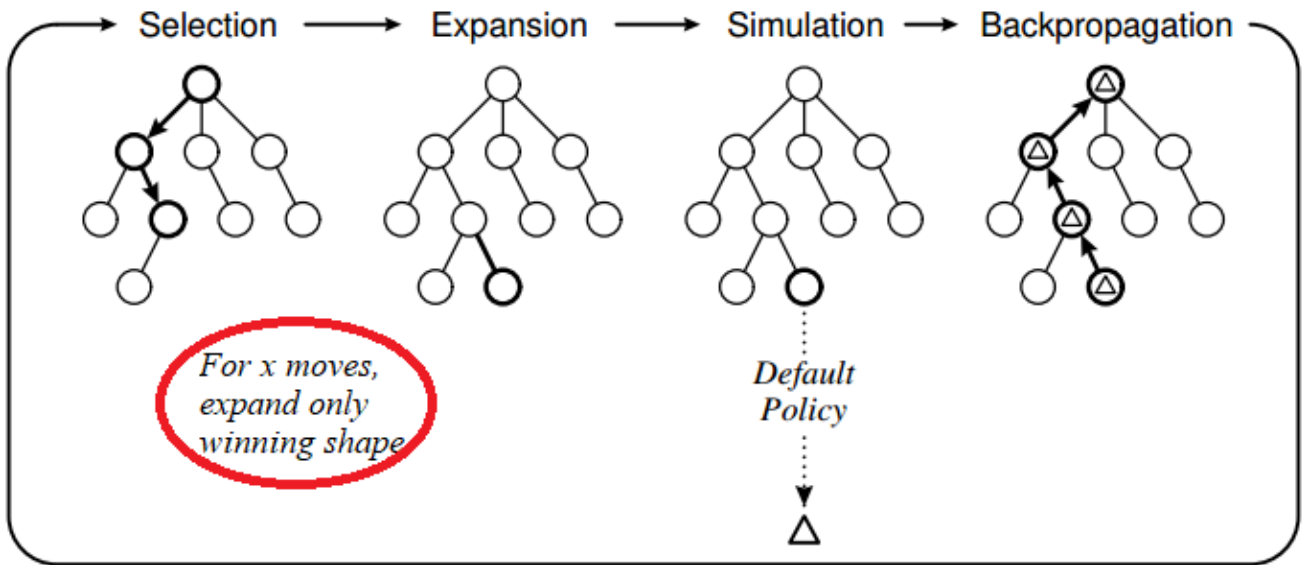 Selection Expansion Simulation Backpropagation
For x moves,
expand only
winning shape
Default
Policy